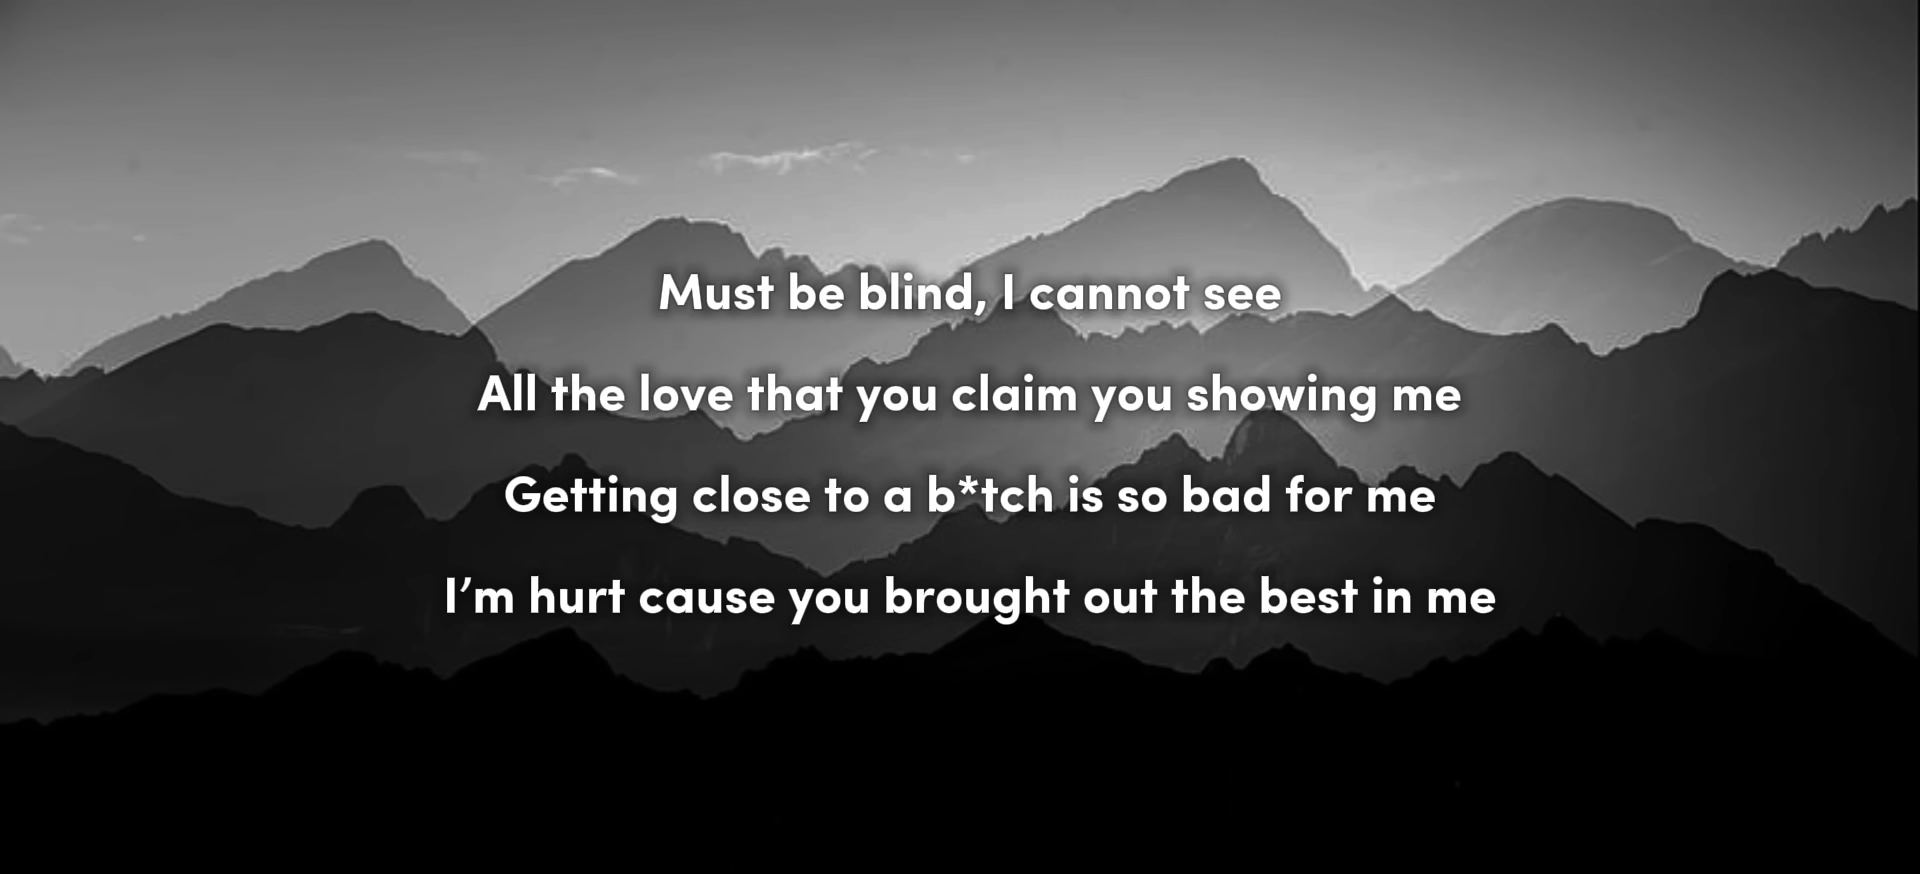 Must be blind, I cannot see
All the love that you claim you showing me
Getting close to a b*tch is so bad for me
I’m hurt cause you brought out the best in me